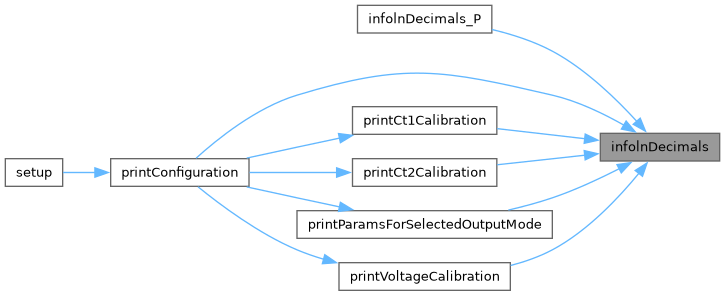 infolnDecimals_P
printCt1Calibration
infolnDecimals
setup
printConfiguration
printCt2Calibration
printParamsForSelectedOutputMode
printVoltageCalibration